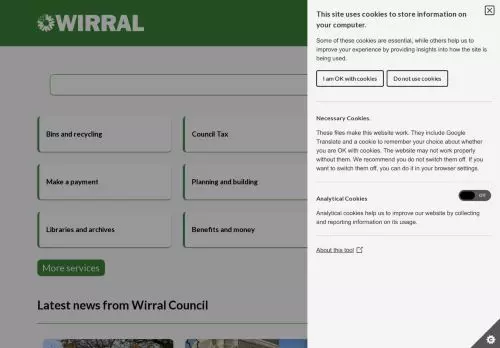 WIRRAL
Bins and recycling
Council Tax
Make a payment
Planning and building
Libraries and archives
Benefits and money
More services
Latest news from Wirral Council
This site uses cookies to store information on
your computer.
Some of these cookies are essential, while others help us to
improve your experience by providing insights into how the site is
being used.
I am OK with cookies
Do not use cookies
Necessary Cookies.
These files make this website work. They include Google
Translate and a cookie to remember your choice about whether
you are OK with cookies. The website may not work properly
without them. We recommend you do not switch them off. If you
want to switch them off, you can do it in your browser settings.
Analytical Cookies
Off
Analytical cookies help us to improve our website by collecting
and reporting information on its usage.
About this tool